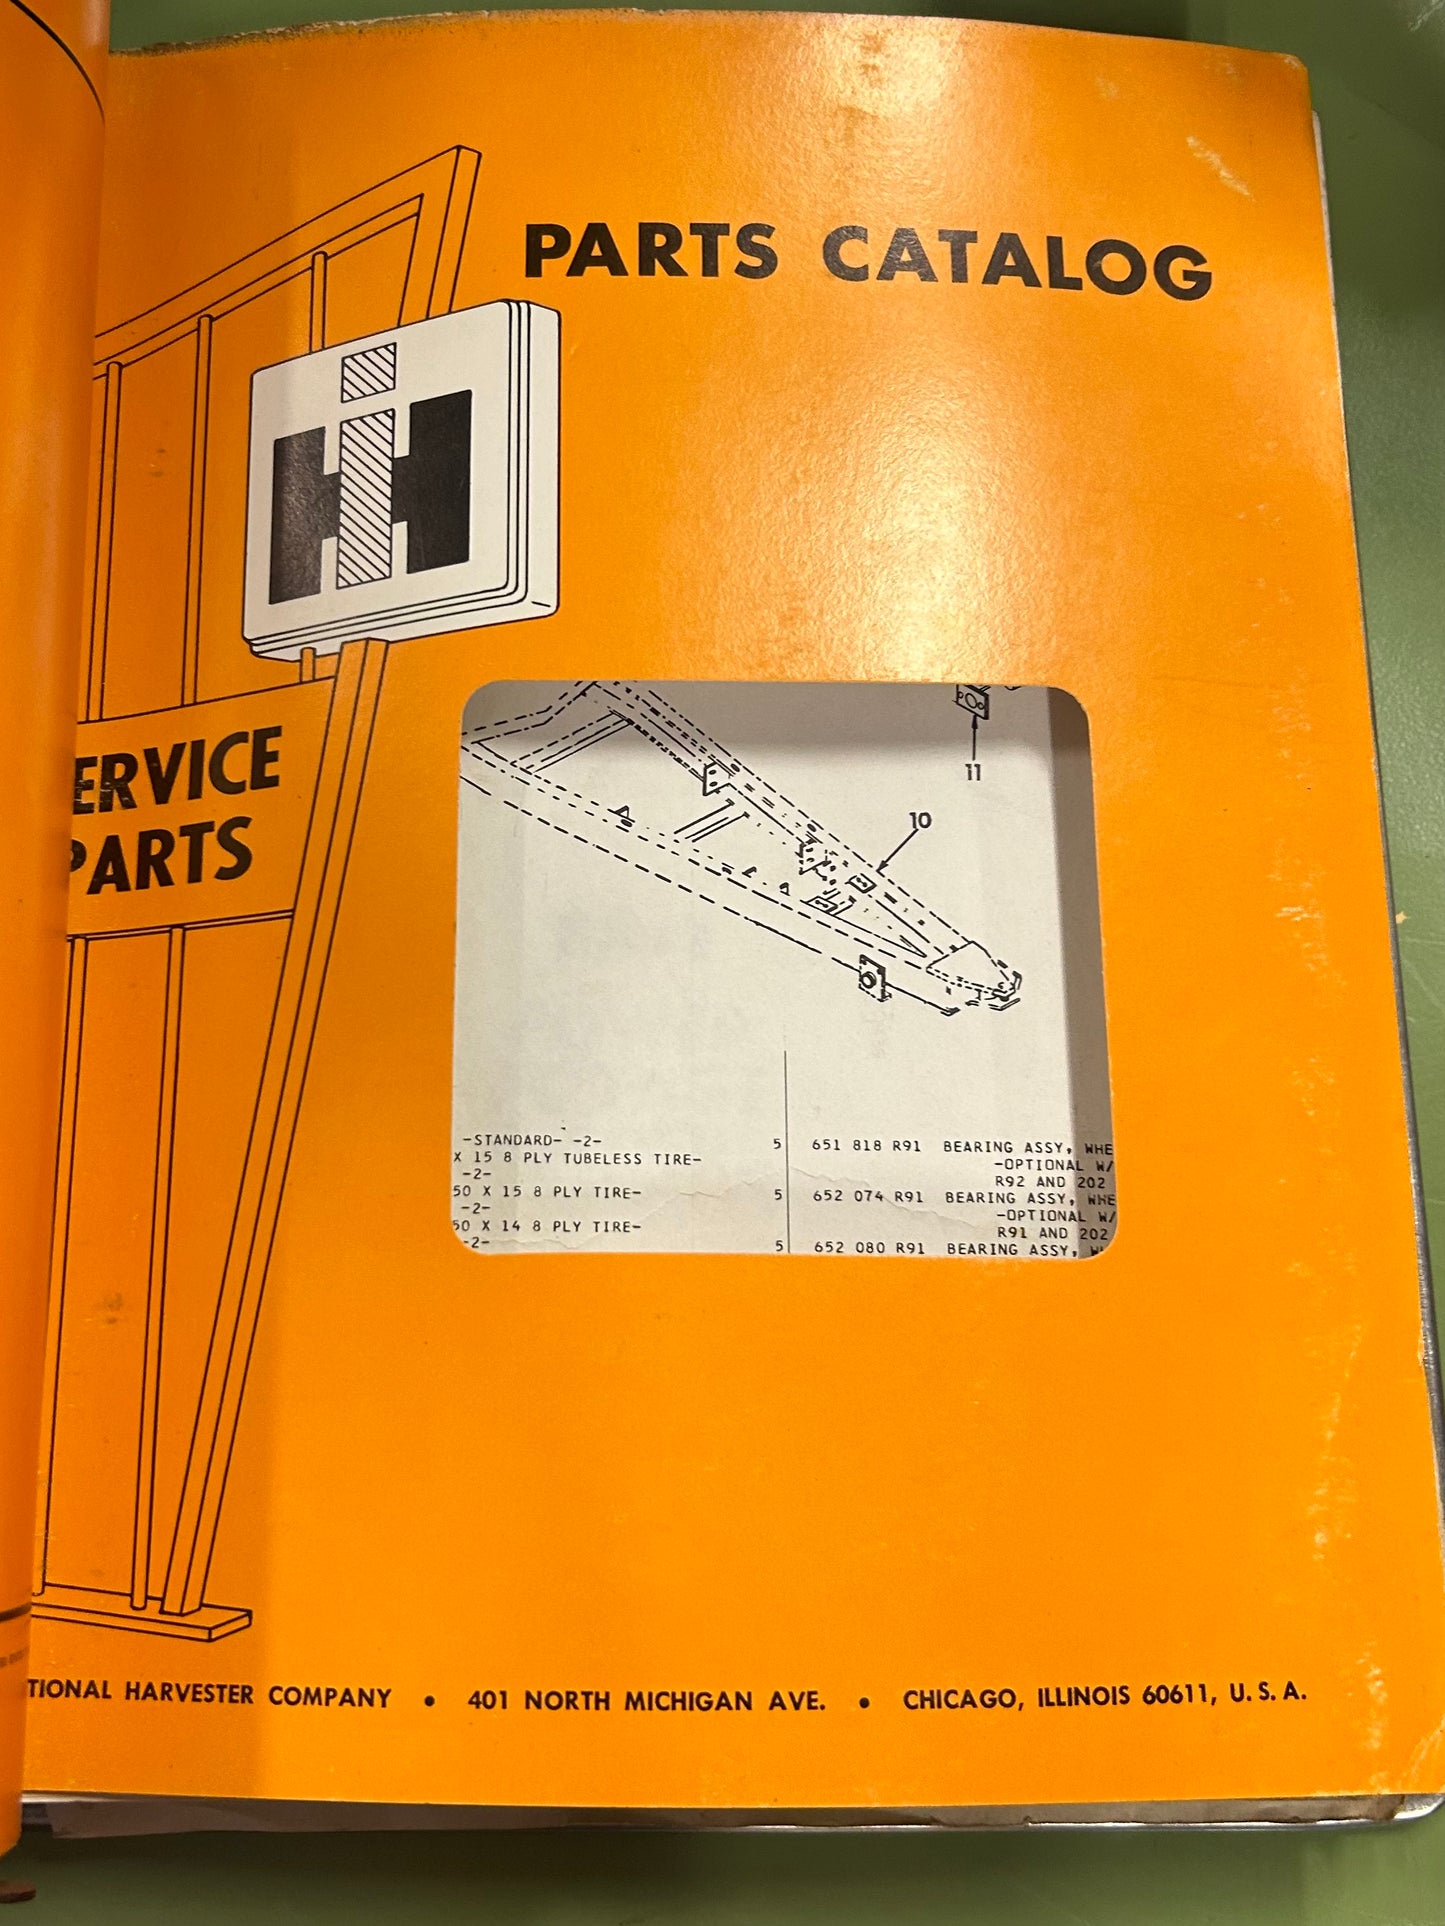 PARTS CATALOG
IH
ERVICE
PARTS
11
10
-STANDARD- -2-
X 15 8 PLY TUBELESS TIRE-
-2-
50 X 15 8 PLY TIRE-
-2-
50 X 14 8 PLY TIRE-
-2-
5 651 818 R91 BEARING ASSY, WHE
-OPTIONAL W/
R92 AND 202
5 652 074 R91 BEARING ASSY, WHE
-OPTIONAL W/
R91 AND 202
5 652 080 R91 BEARING ASSY,
TIONAL HARVESTER COMPANY • 401 NORTH MICHIGAN AVE. • CHICAGO, ILLINOIS 60611, U.S.A.